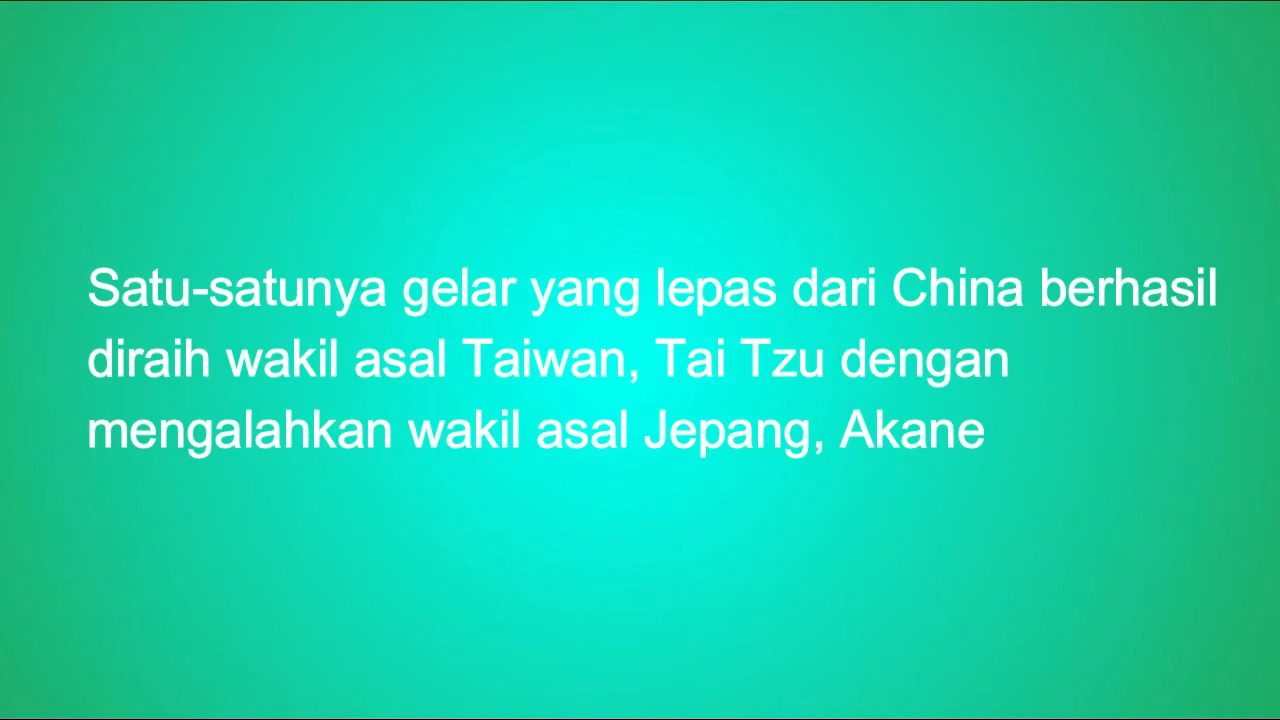 Satu-satunya gelar yang lepas dari China berhasil
diraih wakil asal Taiwan, Tai Tzu dengan
mengalahkan wakil asal Jepang, Akane